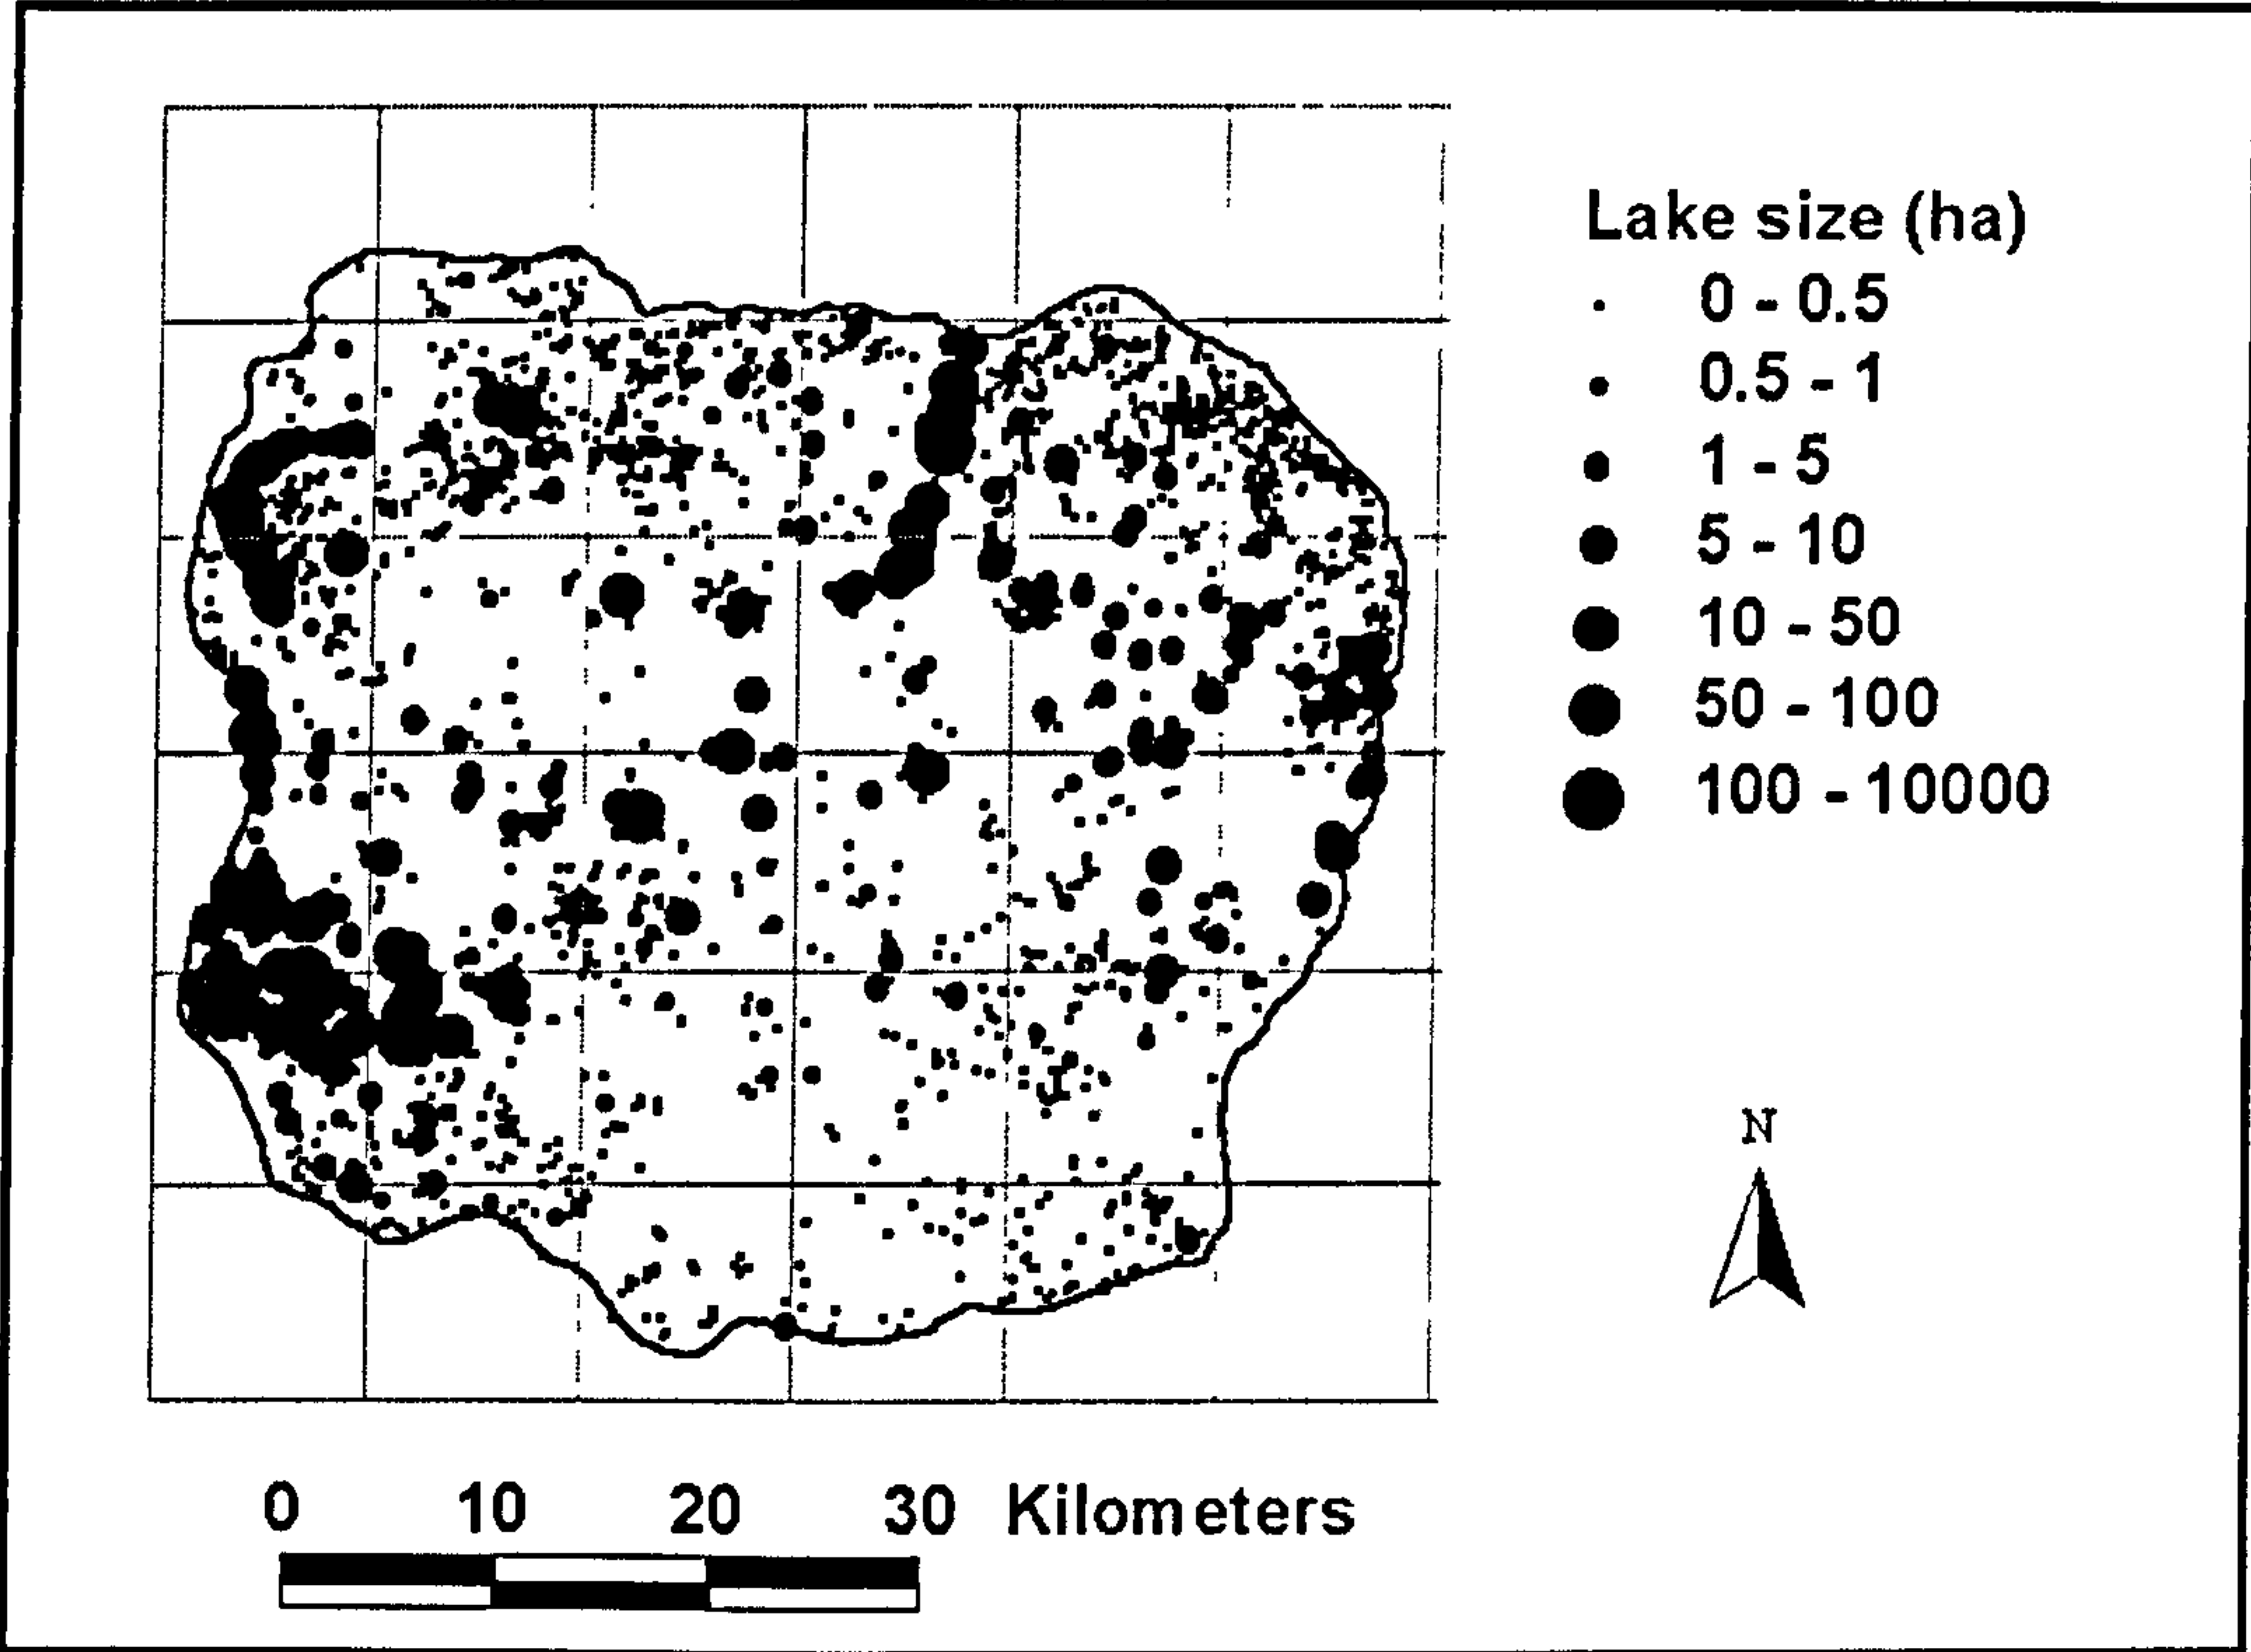 Lake size (ha)
0 - 0.5
0.5 - 1
1 - 5
5 - 10
10 - 50
50 - 100
100 - 10000
N
0 10 20 30 Kilometers